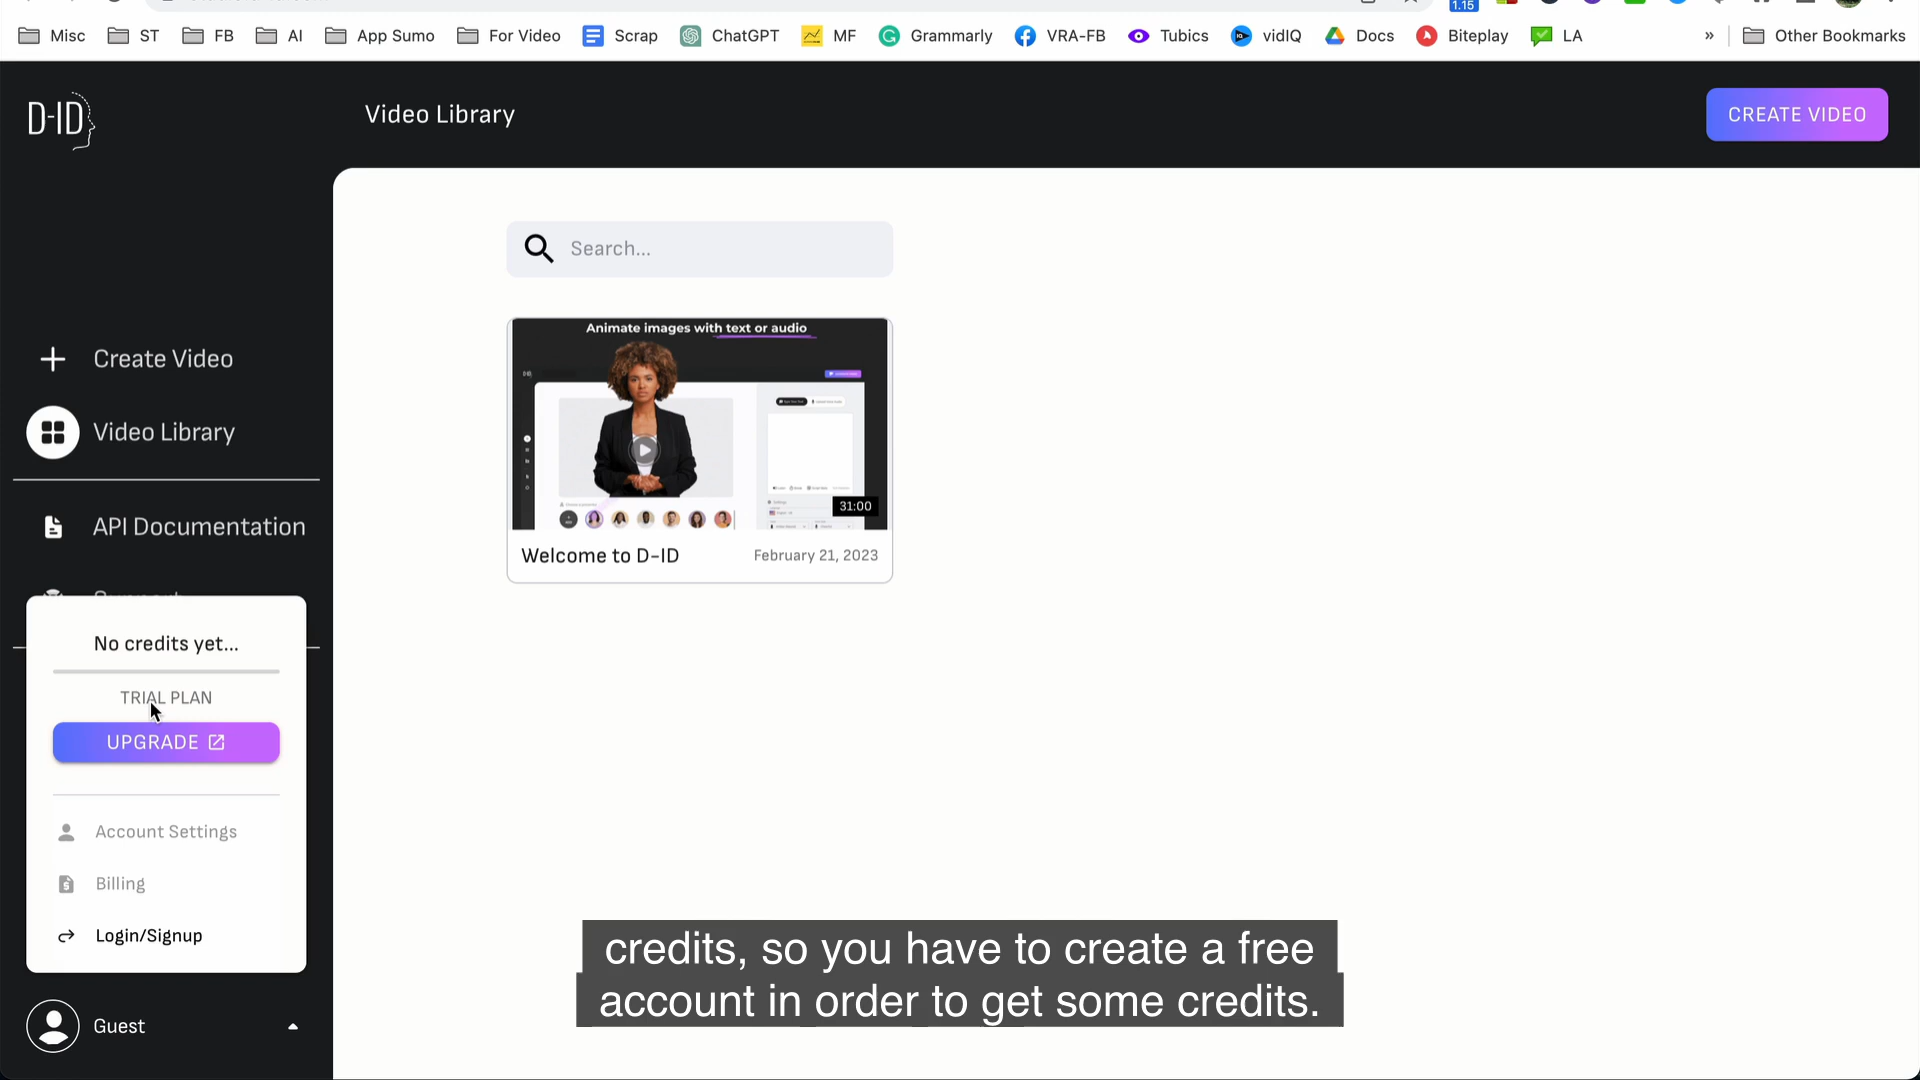 1.15
Misc ST FB AI App Sumo For Video Scrap ChatGPT MF Grammarly VRA-FB Tubics vidIQ Docs Biteplay LA » Other Bookmarks
D-ID
Video Library
CREATE VIDEO
Search...
Create Video
Video Library
API Documentation
Animate images with text or audio
31:00
Welcome to D-ID February 21, 2023
No credits yet...
TRIAL PLAN
UPGRADE
Account Settings
Billing
Login/Signup
Guest
credits, so you have to create a free
account in order to get some credits.